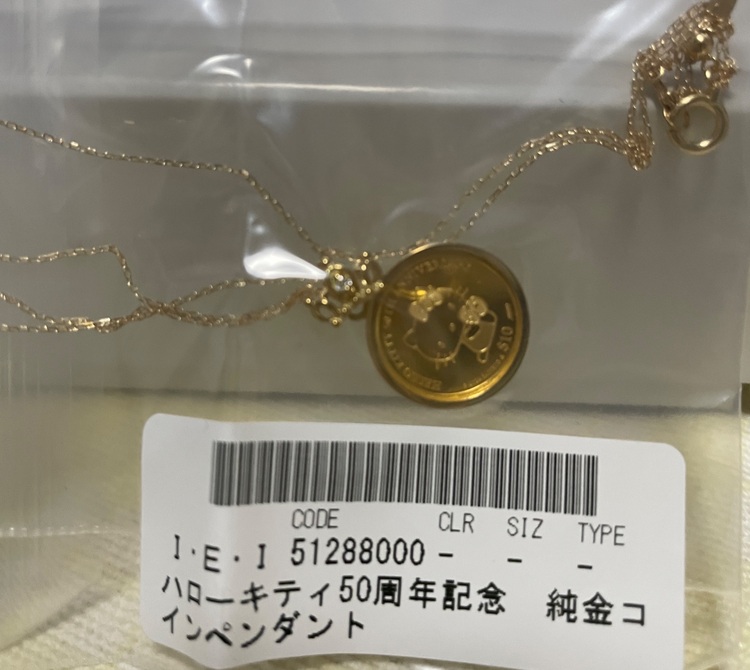 $10
CODE CLR SIZ TYPE
I・E・I 51288000 - - -
ハローキティ50周年記念 純金コ
インペンダント